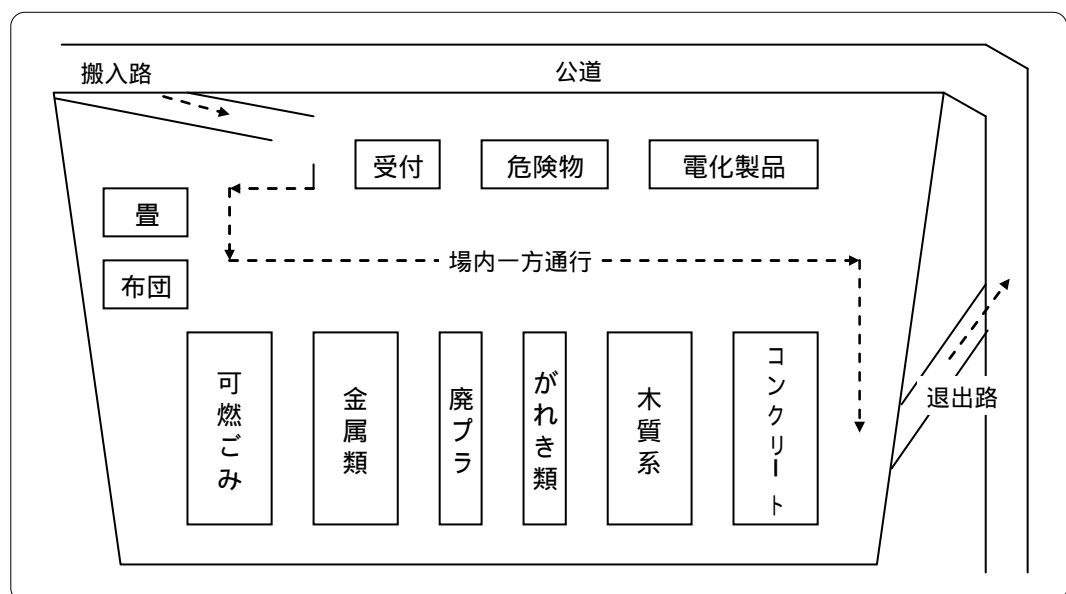 搬入路
公道
受付
危険物
電化製品
畳
場内一方通行
布団
可燃ごみ
金属類
廃プラ
がれき類
木質系
コンクリート
退出路